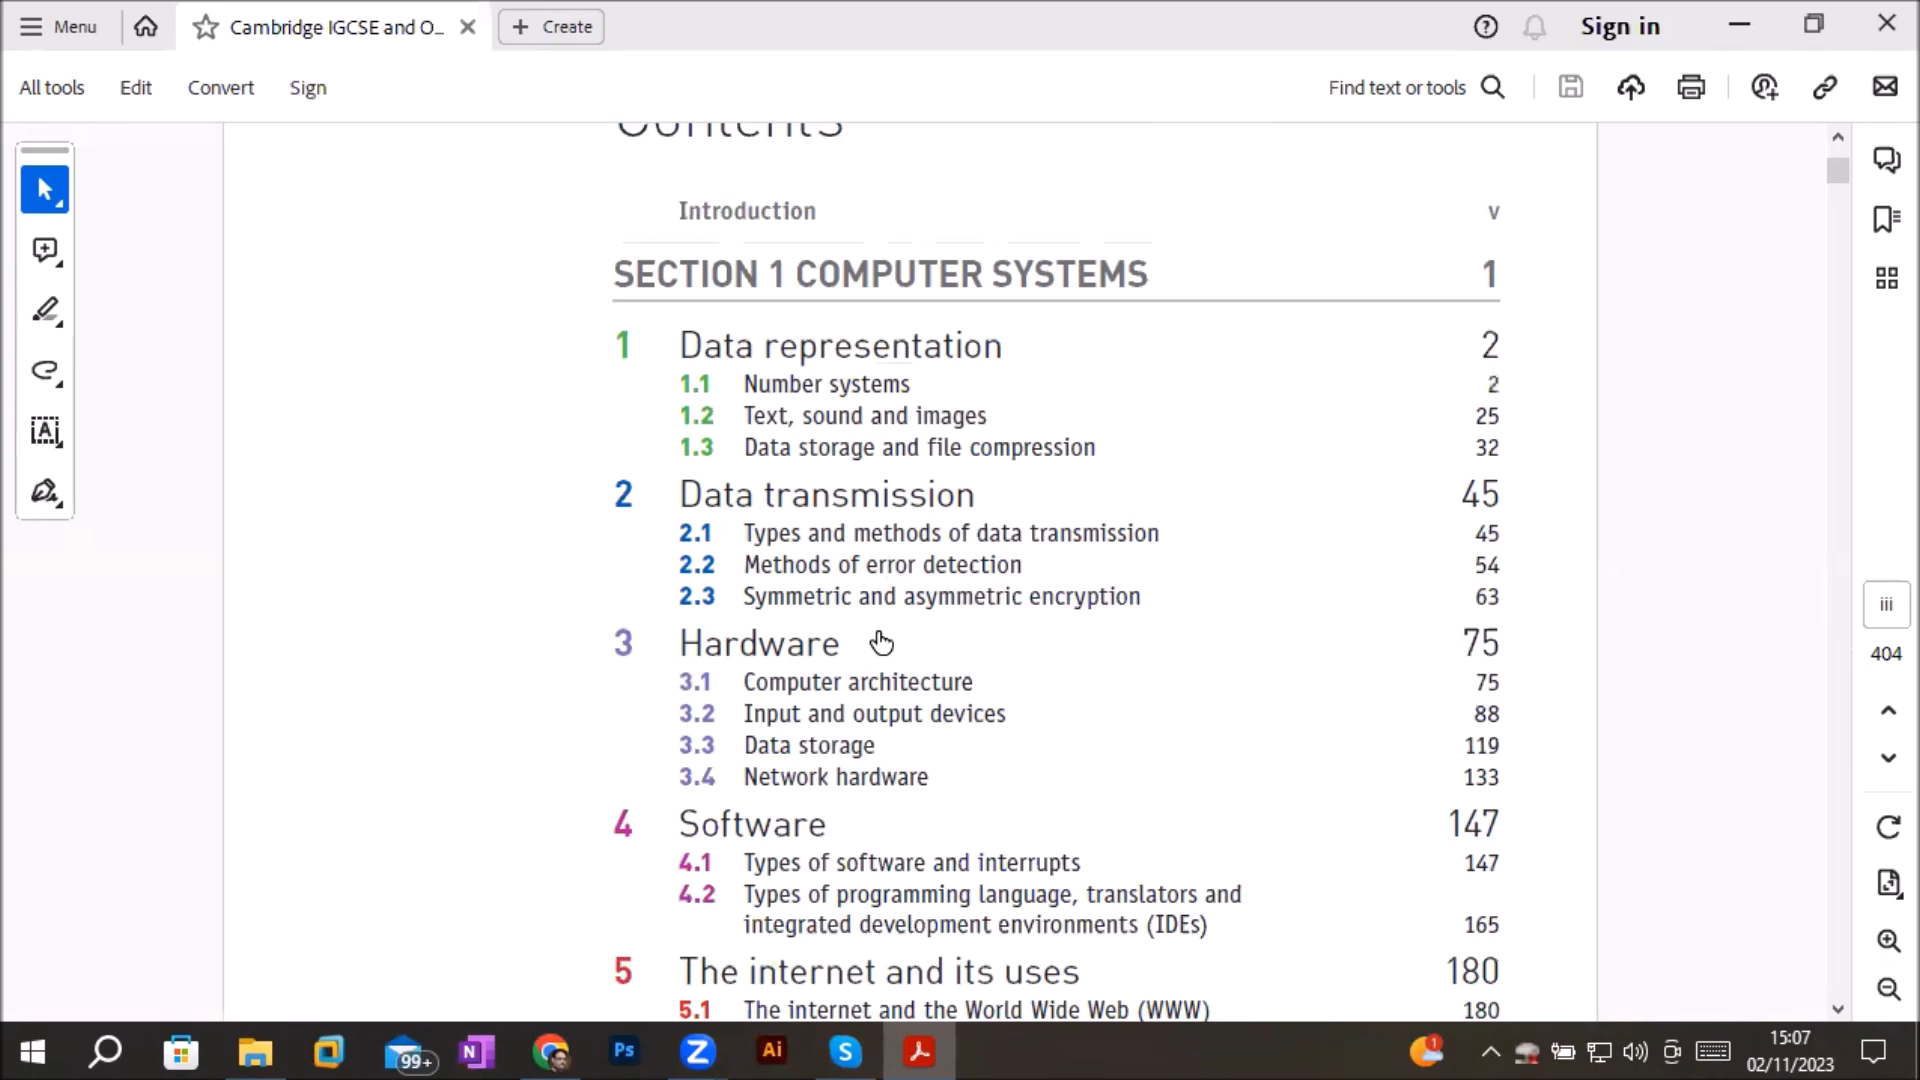 Menu
Cambridge IGCSE and O...
Create
Sign in
All tools
Edit
Convert
Sign
Find text or tools
Contents
Introduction v
SECTION 1 COMPUTER SYSTEMS 1
1 Data representation 2
1.1 Number systems 2
1.2 Text, sound and images 25
1.3 Data storage and file compression 32
2 Data transmission 45
2.1 Types and methods of data transmission 45
2.2 Methods of error detection 54
2.3 Symmetric and asymmetric encryption 63
3 Hardware 75
3.1 Computer architecture 75
3.2 Input and output devices 88
3.3 Data storage 119
3.4 Network hardware 133
4 Software 147
4.1 Types of software and interrupts 147
4.2 Types of programming language, translators and
integrated development environments (IDEs) 165
5 The internet and its uses 180
5.1 The internet and the World Wide Web (WWW) 180
iii
404
99+
N
Ps
Z
Ai
S
1
15:07
02/11/2023